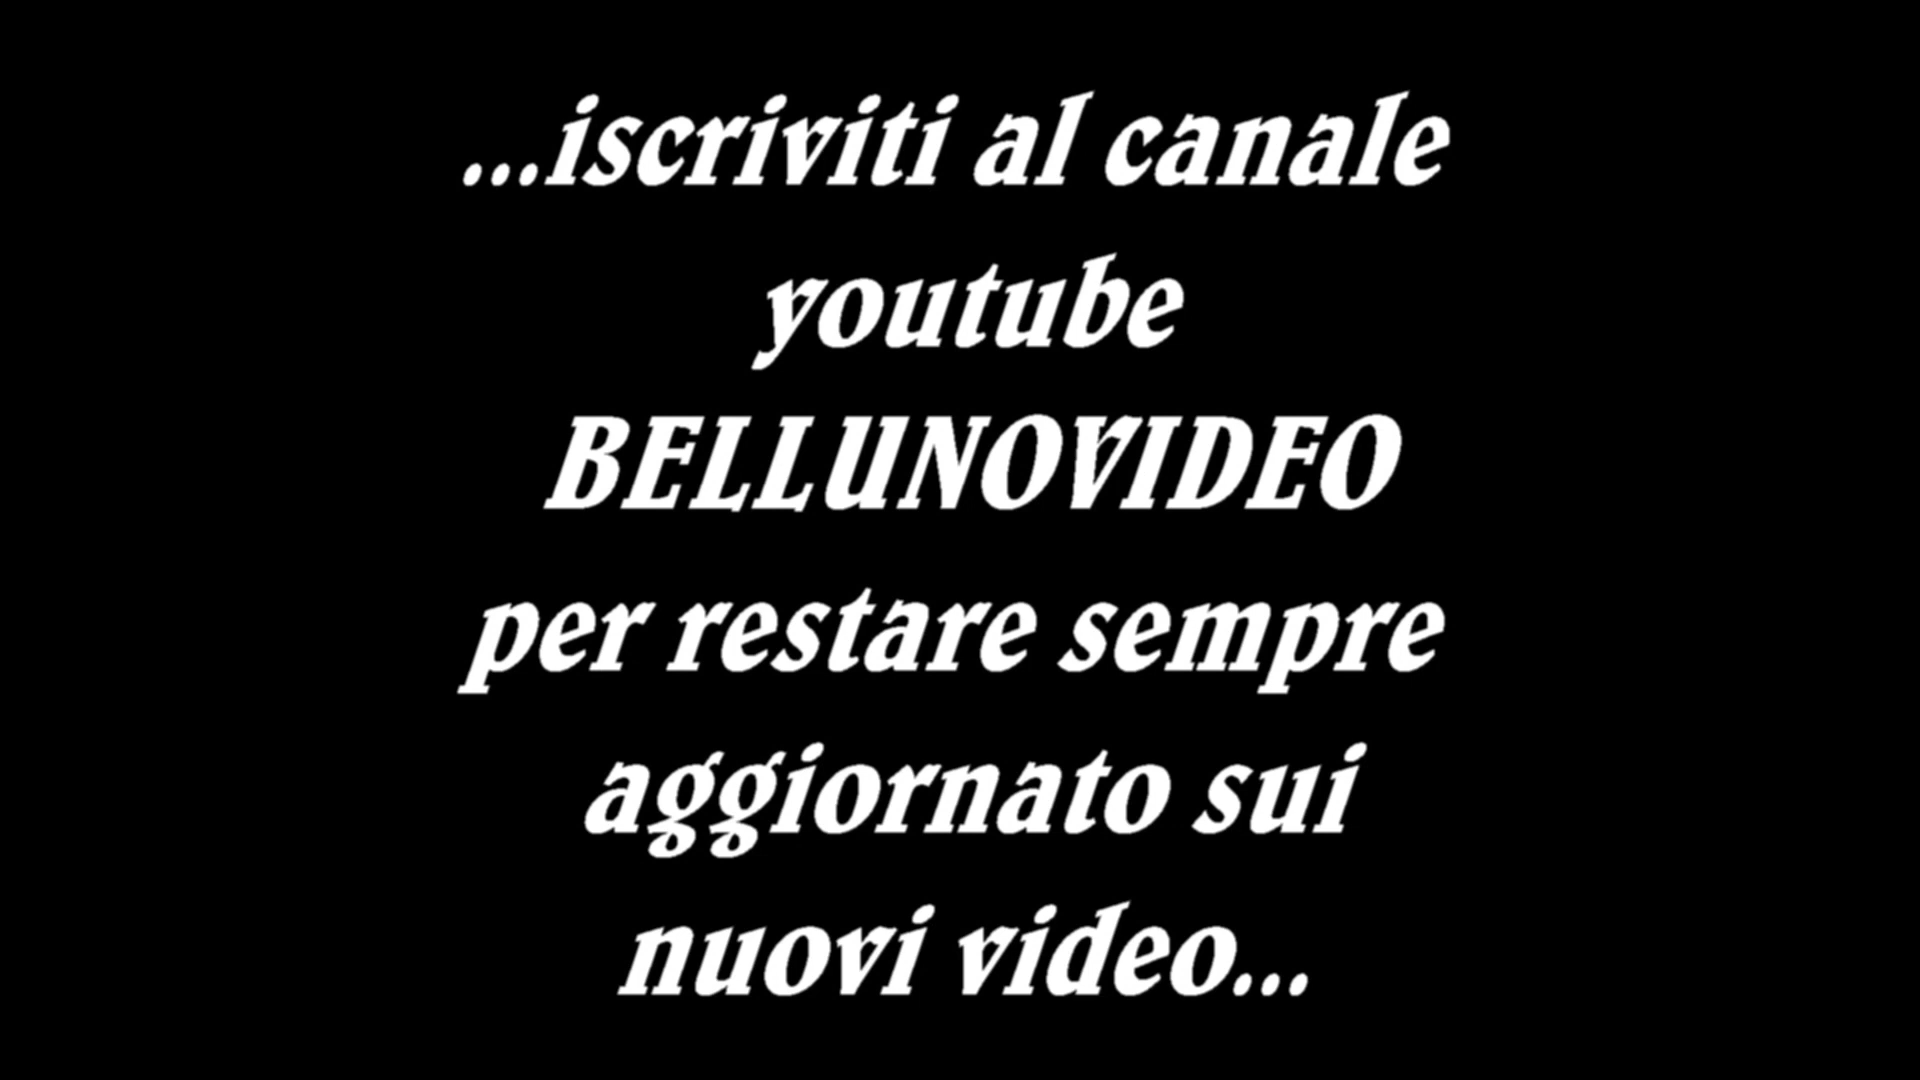 ...iscriviti al canale
youtube
BELLUNOVIDEO
per restare sempre
aggiornato sui
nuovi video...